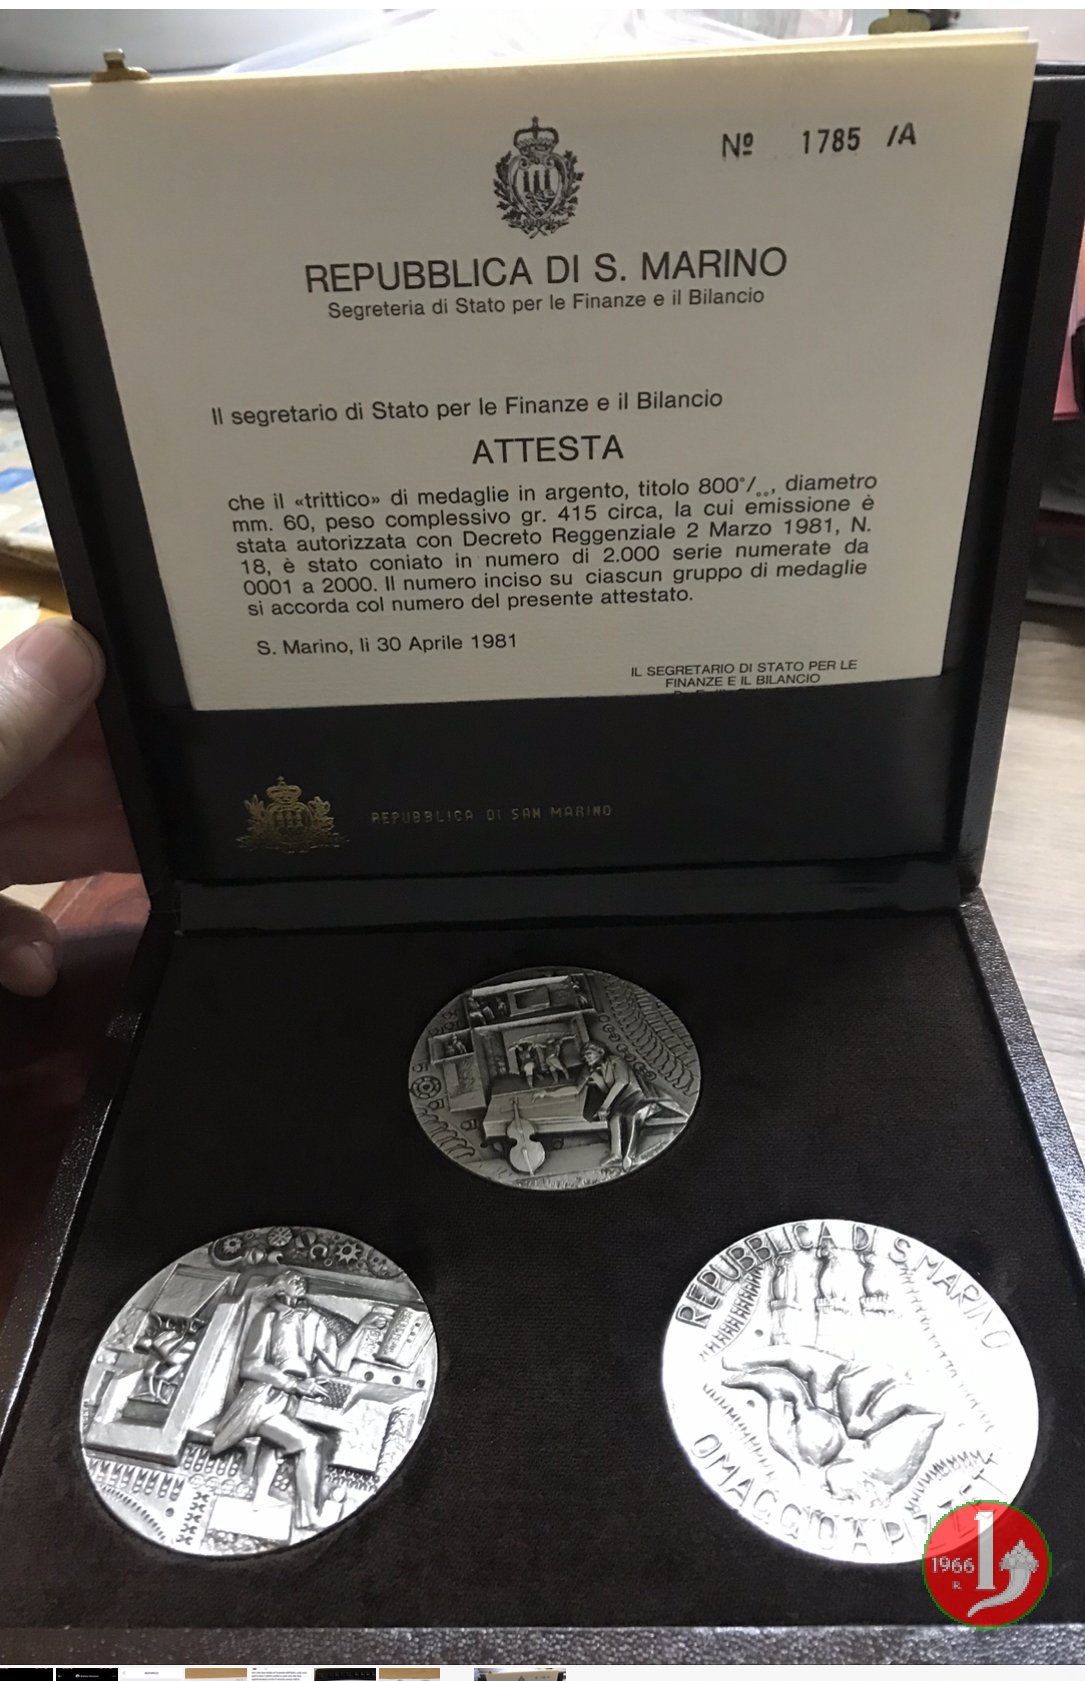 Nº 1785 /A
REPUBBLICA DI S. MARINO
Segreteria di Stato per le Finanze e il Bilancio
Il segretario di Stato per le Finanze e il Bilancio
ATTESTA
che il «trittico» di medaglie in argento, titolo 800°/₀₀, diametro
mm. 60, peso complessivo gr. 415 circa, la cui emissione è
stata autorizzata con Decreto Reggenziale 2 Marzo 1981, N.
18, è stato coniato in numero di 2.000 serie numerate da
0001 a 2000. Il numero inciso su ciascun gruppo di medaglie
si accorda col numero del presente attestato.
S. Marino, lì 30 Aprile 1981
IL SEGRETARIO DI STATO PER LE
FINANZE E IL BILANCIO
REPUBBLICA DI SAN MARINO
REPUBBLICA DI S. MARINO
OMAGGIO A
1966
R